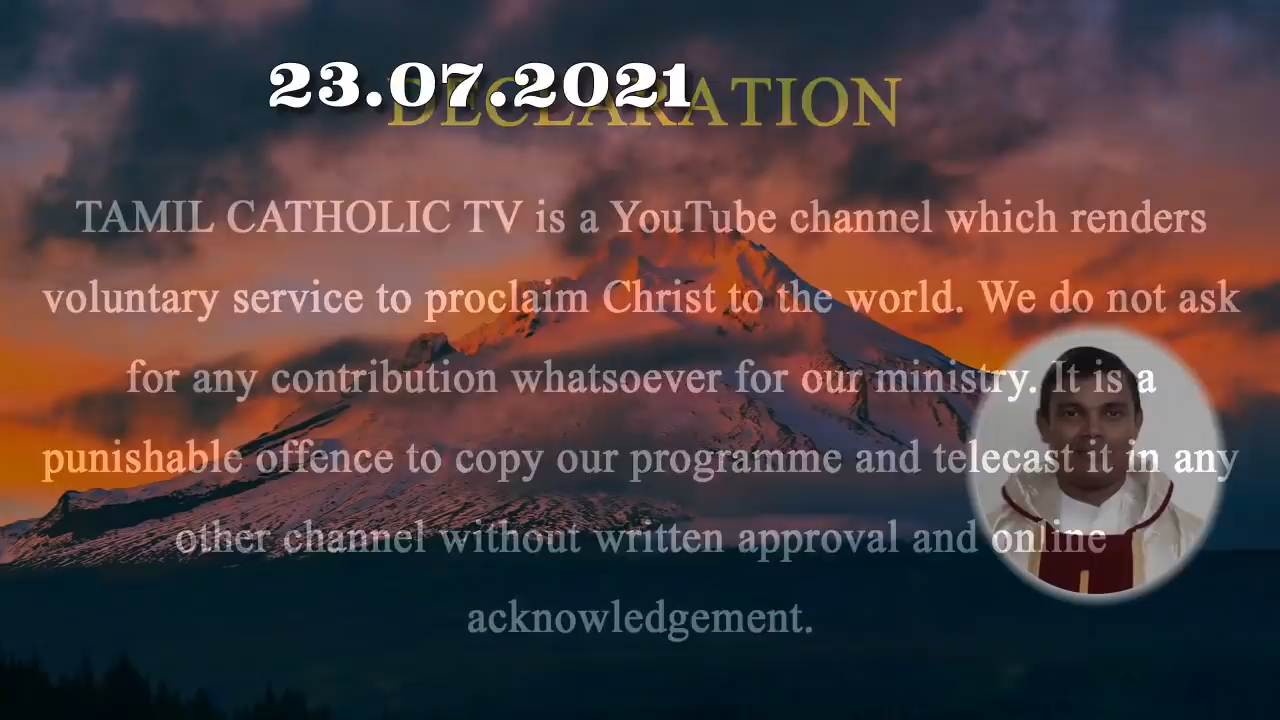 23.07.2021
DECLARATION
TAMIL CATHOLIC TV is a YouTube channel which renders
voluntary service to proclaim Christ to the world. We do not ask
for any contribution whatsoever for our ministry. It is a
punishable offence to copy our programme and telecast it in any
other channel without written approval and online
acknowledgement.